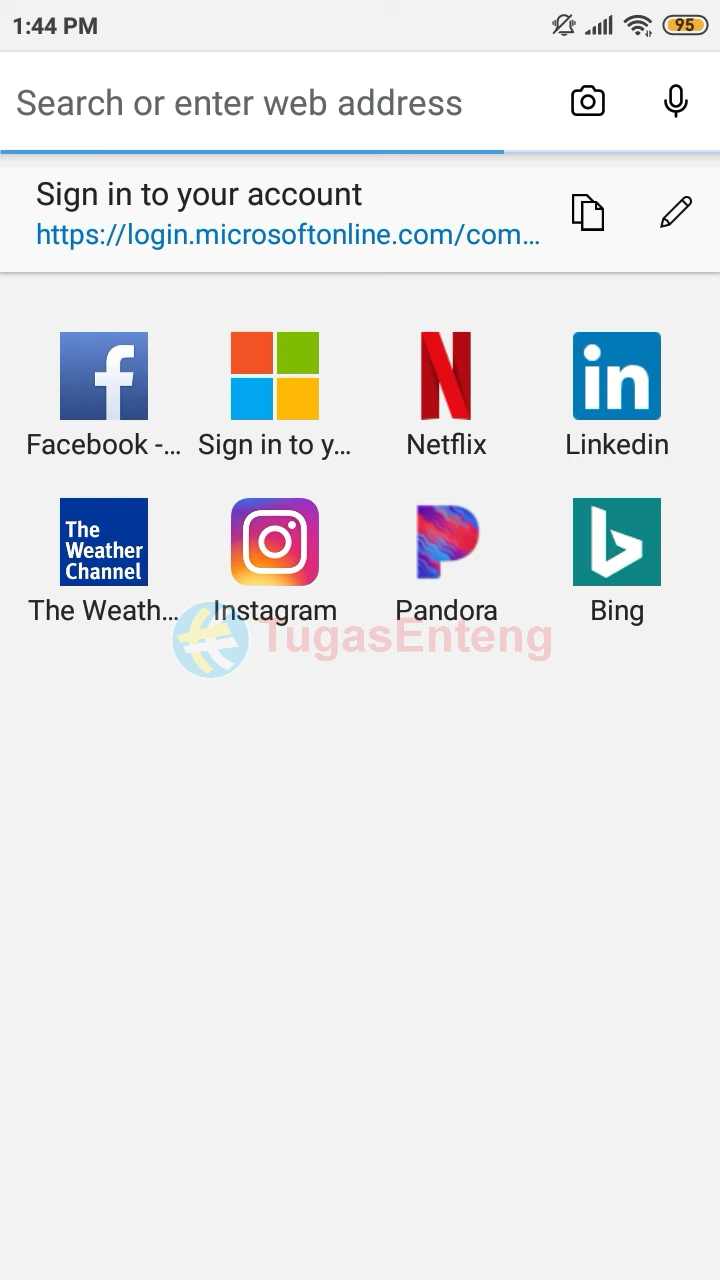 1:44 PM
95
Search or enter web address
Sign in to your account
https://login.microsoftonline.com/com...
Facebook -...
Sign in to y...
Netflix
Linkedin
The
Weather
Channel
The Weath...
Instagram
Pandora
Bing
TugasEnteng